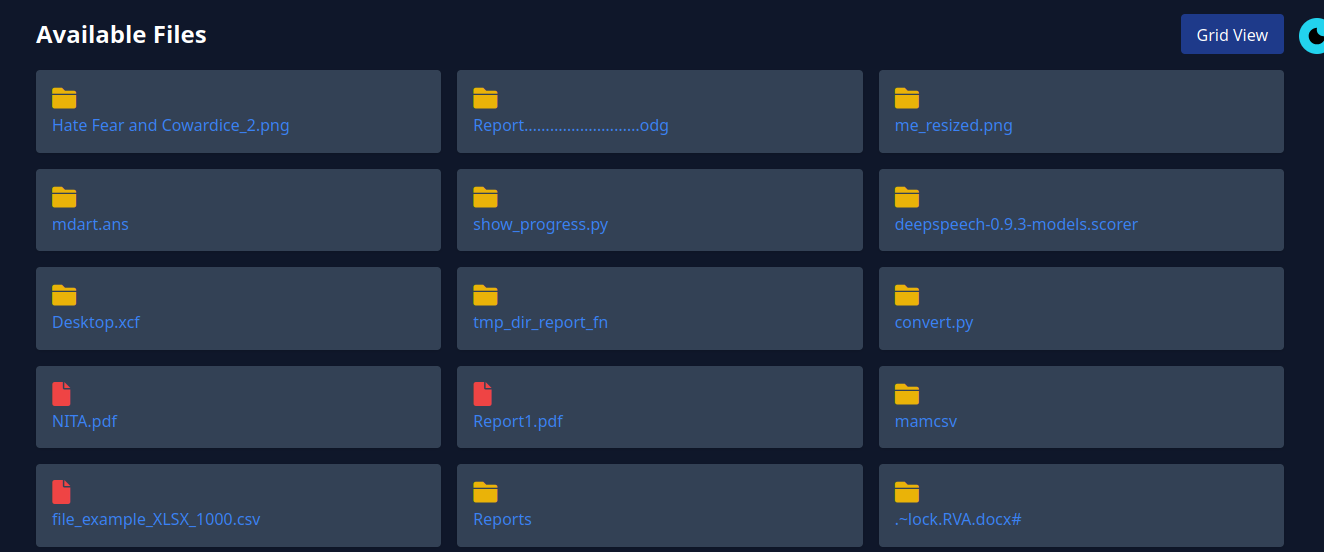 Available Files
Grid View
Hate Fear and Cowardice_2.png
Report...........................odg
me_resized.png
mdart.ans
show_progress.py
deepspeech-0.9.3-models.scorer
Desktop.xcf
tmp_dir_report_fn
convert.py
NITA.pdf
Report1.pdf
mamcsv
file_example_XLSX_1000.csv
Reports
.~lock.RVA.docx#